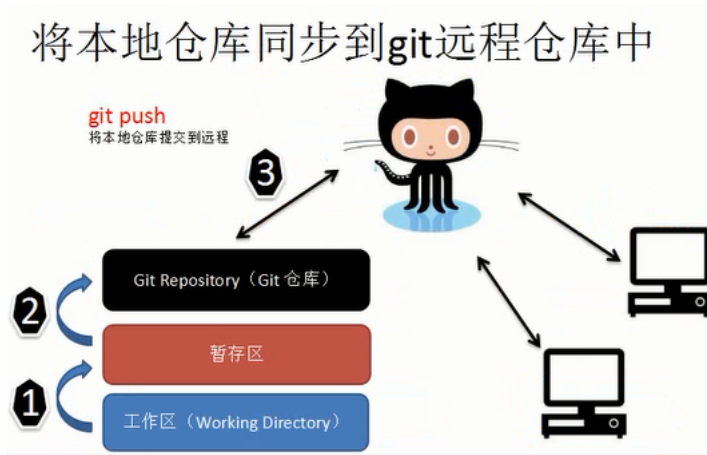 将本地仓库同步到git远程仓库中
git push
将本地仓库提交到远程
3
Git Repository（Git 仓库）
2
暂存区
1
工作区（Working Directory）